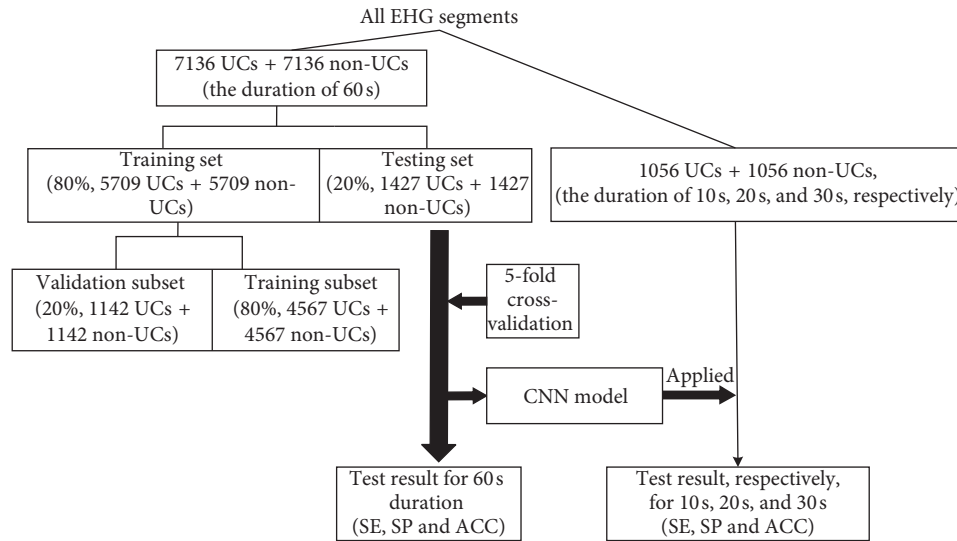 All EHG segments
7136 UCs + 7136 non-UCs
(the duration of 60 s)
Training set
(80%, 5709 UCs + 5709 non-
UCs)
Testing set
(20%, 1427 UCs + 1427
non-UCs)
1056 UCs + 1056 non-UCs,
(the duration of 10 s, 20 s, and 30 s, respectively)
Validation subset
(20%, 1142 UCs +
1142 non-UCs)
Training subset
(80%, 4567 UCs +
4567 non-UCs)
5-fold
cross-
validation
CNN model
Applied
Test result for 60 s
duration
(SE, SP and ACC)
Test result, respectively,
for 10 s, 20 s, and 30 s
(SE, SP and ACC)